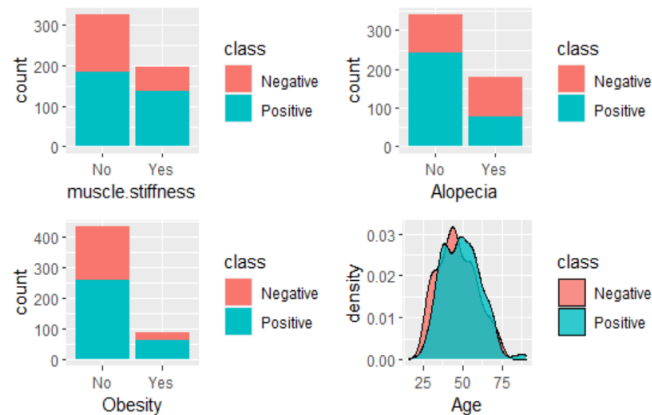 300
200
100
0
count
No Yes
muscle.stiffness
class
Negative
Positive
300
200
100
0
count
No Yes
Alopecia
class
Negative
Positive
400
300
200
100
0
count
No Yes
Obesity
class
Negative
Positive
0.03
0.02
0.01
0.00
density
25 50 75
Age
class
Negative
Positive